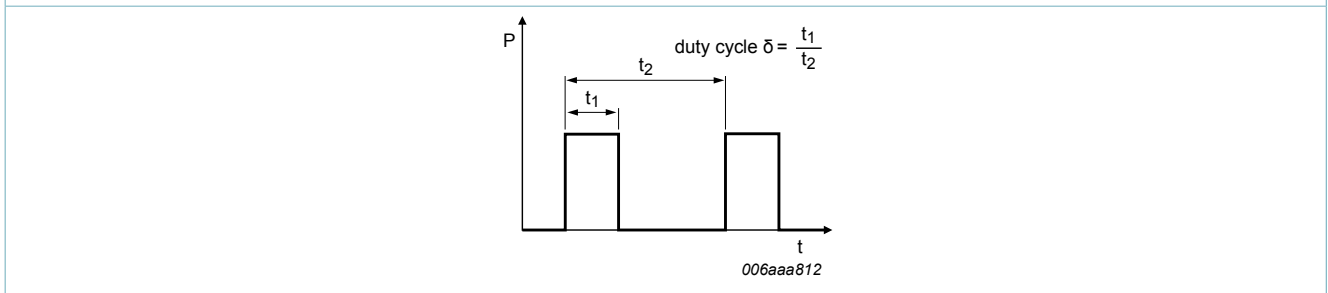 P
duty cycle δ = t1
t2
t2
t1
t
006aaa812